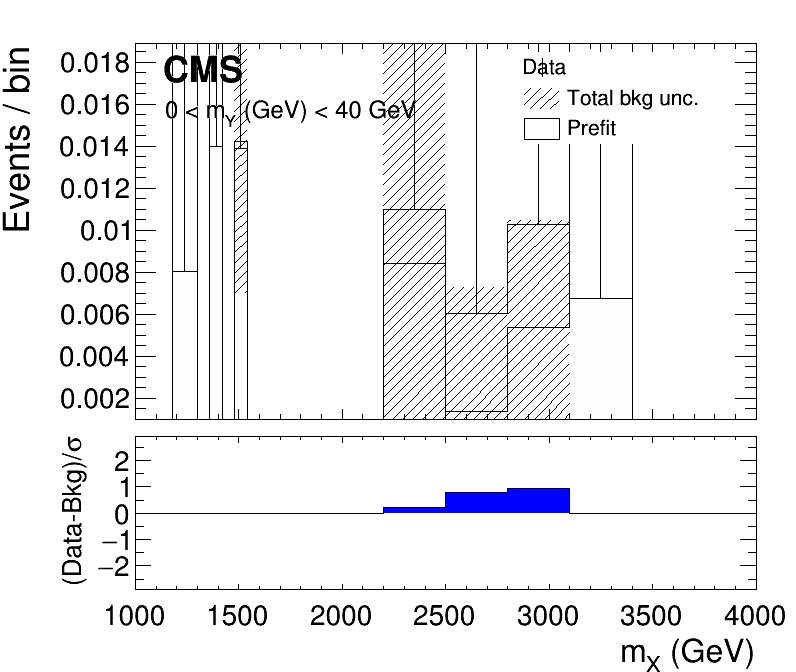 CMS
0 < mY (GeV) < 40 GeV
Data
Total bkg unc.
Prefit
Events / bin
0.018
0.016
0.014
0.012
0.01
0.008
0.006
0.004
0.002
(Data-Bkg)/σ
2
1
0
−1
−2
1000 1500 2000 2500 3000 3500 4000
mX (GeV)